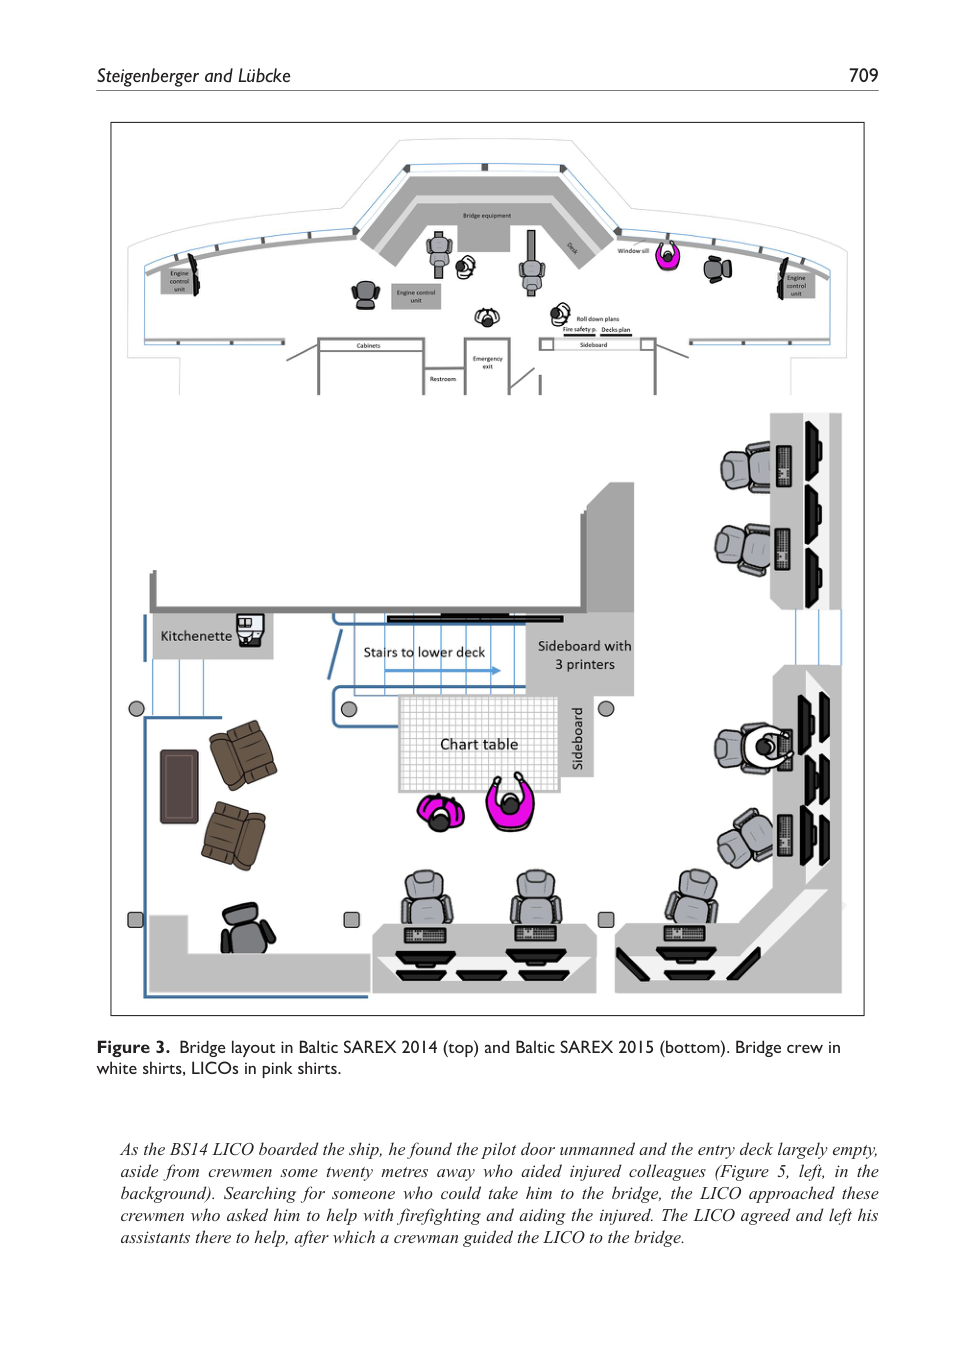 Steigenberger and Lübcke 709
Bridge equipment
Desk
Window sill
Engine
control
unit
Engine control
unit
Engine
control
unit
Roll down plans
Fire safety p. Decks plan
Cabinets
Sideboard
Emergency
exit
Restroom
Kitchenette
Stairs to lower deck
Sideboard with
3 printers
Chart table
Sideboard
Figure 3. Bridge layout in Baltic SAREX 2014 (top) and Baltic SAREX 2015 (bottom). Bridge crew in
white shirts, LICOs in pink shirts.
As the BS14 LICO boarded the ship, he found the pilot door unmanned and the entry deck largely empty,
aside from crewmen some twenty metres away who aided injured colleagues (Figure 5, left, in the
background). Searching for someone who could take him to the bridge, the LICO approached these
crewmen who asked him to help with firefighting and aiding the injured. The LICO agreed and left his
assistants there to help, after which a crewman guided the LICO to the bridge.